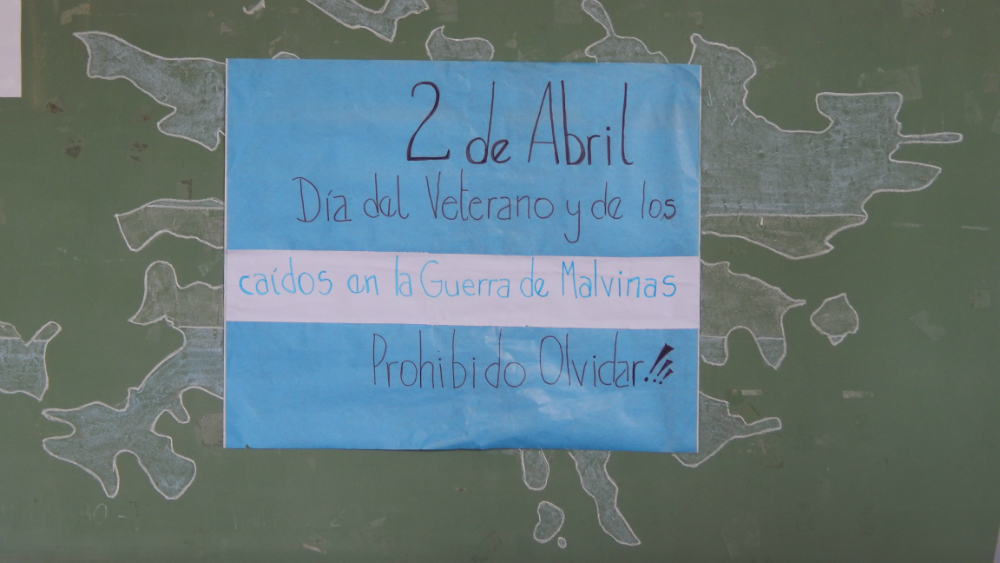 2 de Abril
Día del Veterano y de los
caídos en la Guerra de Malvinas
Prohibido Olvidar!!!